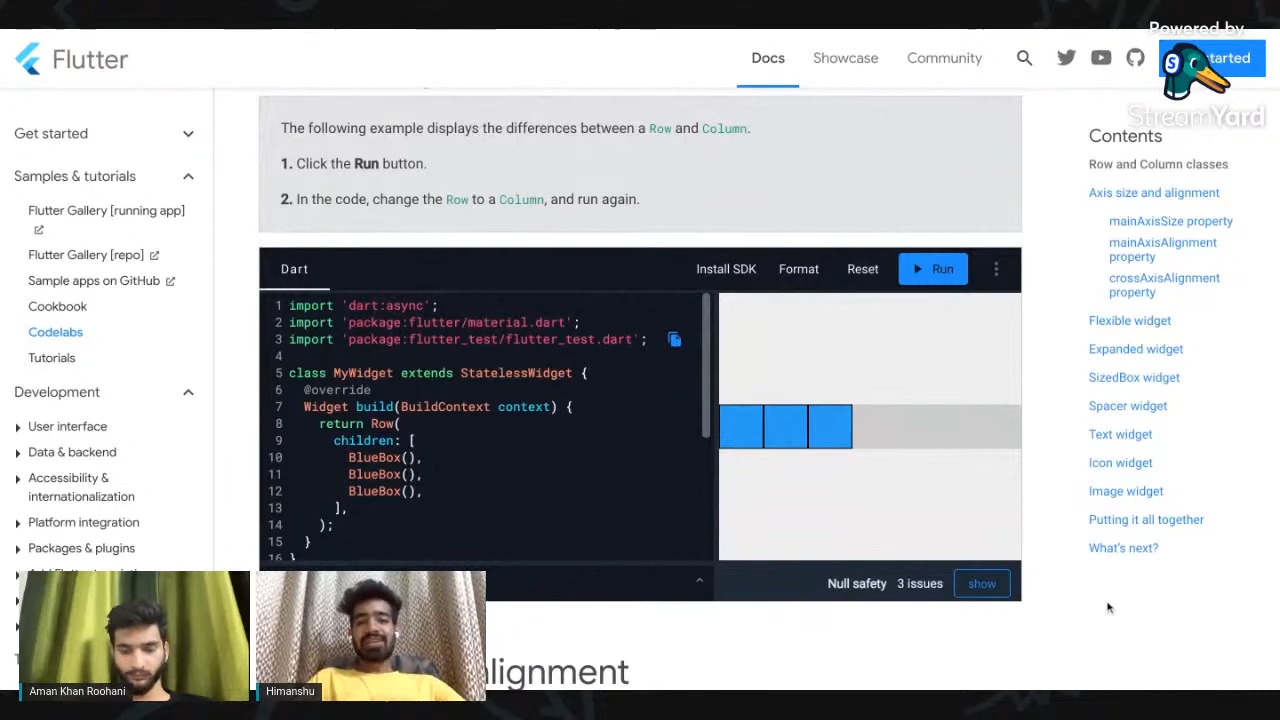 Powered by
StreamYard
Flutter
Docs
Showcase
Community
started
Get started
Samples & tutorials
Flutter Gallery [running app]
Flutter Gallery [repo]
Sample apps on GitHub
Cookbook
Codelabs
Tutorials
Development
User interface
Data & backend
Accessibility &
internationalization
Platform integration
Packages & plugins
The following example displays the differences between a Row and Column.
1. Click the Run button.
2. In the code, change the Row to a Column, and run again.
Dart
Install SDK
Format
Reset
Run
1 import 'dart:async';
2 import 'package:flutter/material.dart';
3 import 'package:flutter_test/flutter_test.dart';
4
5 class MyWidget extends StatelessWidget {
6 @override
7 Widget build(BuildContext context) {
8 return Row(
9 children: [
10 BlueBox(),
11 BlueBox(),
12 BlueBox(),
13 ],
14 );
15 }
16 }
Null safety
3 issues
show
lignment
Contents
Row and Column classes
Axis size and alignment
mainAxisSize property
mainAxisAlignment
property
crossAxisAlignment
property
Flexible widget
Expanded widget
SizedBox widget
Spacer widget
Text widget
Icon widget
Image widget
Putting it all together
What's next?
Aman Khan Roohani
Himanshu